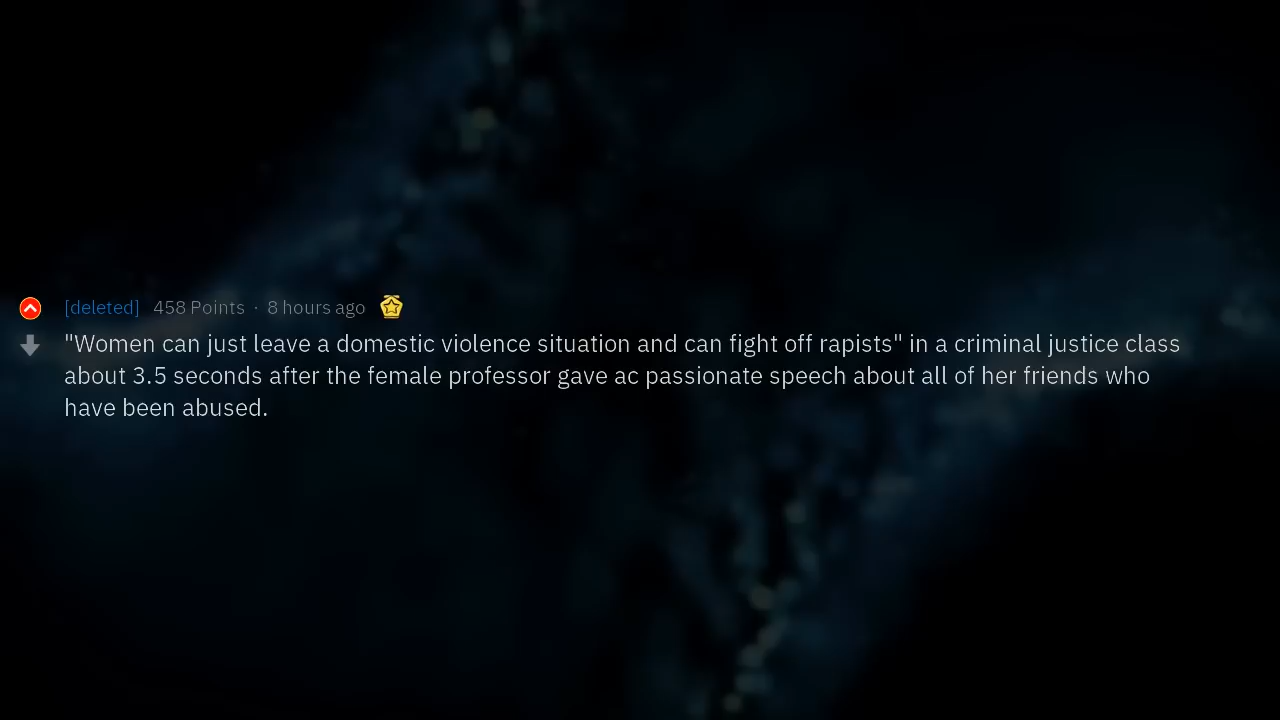 [deleted] 458 Points · 8 hours ago
"Women can just leave a domestic violence situation and can fight off rapists" in a criminal justice class
about 3.5 seconds after the female professor gave ac passionate speech about all of her friends who
have been abused.